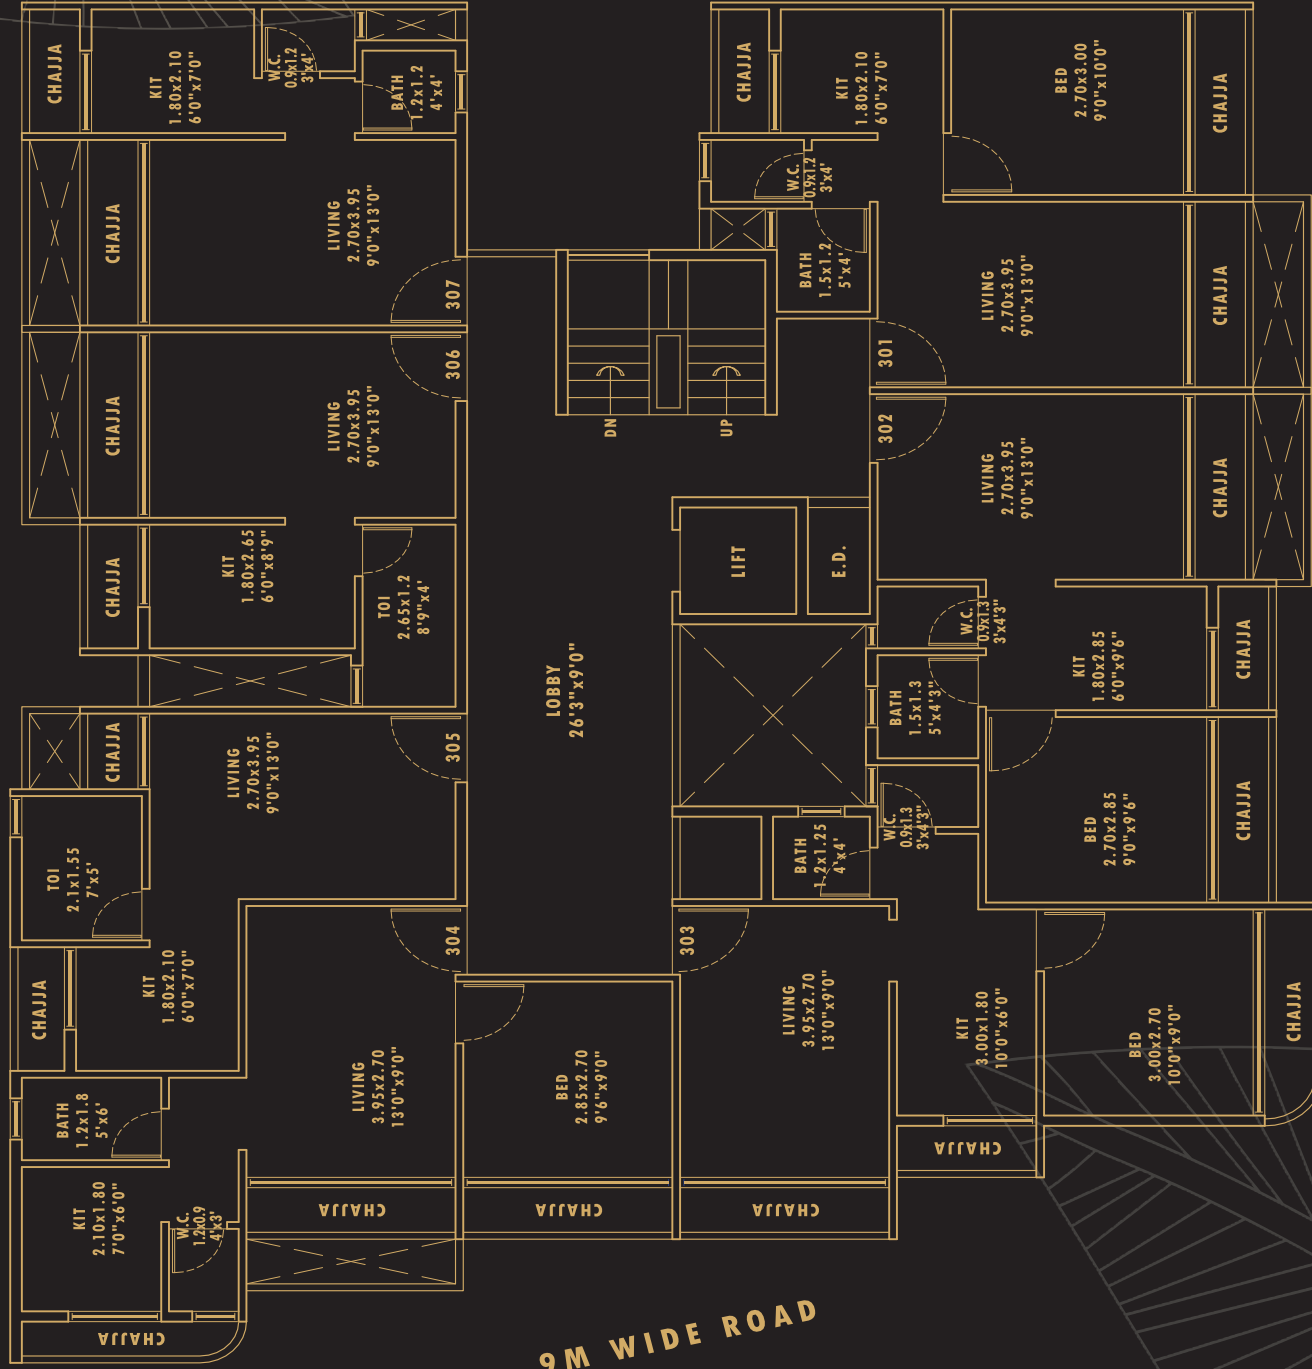 CHAJJA
KIT
1.80x2.10
6'0"x7'0"
W.C.
0.9x1.2
3'x4'
BATH
1.2x1.2
4'x4'
CHAJJA
LIVING
2.70x3.95
9'0"x13'0"
307
CHAJJA
LIVING
2.70x3.95
9'0"x13'0"
306
CHAJJA
KIT
1.80x2.65
6'0"x8'9"
TOI
2.65x1.2
8'9"x4'
CHAJJA
LIVING
2.70x3.95
9'0"x13'0"
305
TOI
2.1x1.55
7'x5'
CHAJJA
KIT
1.80x2.10
6'0"x7'0"
304
LIVING
3.95x2.70
13'0"x9'0"
BED
2.85x2.70
9'6"x9'0"
BATH
1.2x1.8
5'x6'
KIT
2.10x1.80
7'0"x6'0"
W.C.
1.2x0.9
4'x3'
CHAJJA
CHAJJA
CHAJJA
CHAJJA
DN
UP
LIFT
E.D.
LOBBY
26'3"x9'0"
CHAJJA
KIT
1.80x2.10
6'0"x7'0"
BED
2.70x3.00
9'0"x10'0"
CHAJJA
W.C.
0.9x1.2
3'x4'
BATH
1.5x1.2
5'x4'
LIVING
2.70x3.95
9'0"x13'0"
CHAJJA
301
302
LIVING
2.70x3.95
9'0"x13'0"
CHAJJA
W.C.
0.9x1.3
3'x4'3"
KIT
1.80x2.85
6'0"x9'6"
CHAJJA
BATH
1.5x1.3
5'x4'3"
BED
2.70x2.85
9'0"x9'6"
CHAJJA
W.C.
0.9x1.3
3'x4'3"
BATH
1.2x1.25
4'x4'
303
LIVING
3.95x2.70
13'0"x9'0"
KIT
3.00x1.80
10'0"x6'0"
BED
3.00x2.70
10'0"x9'0"
CHAJJA
CHAJJA
9M WIDE ROAD